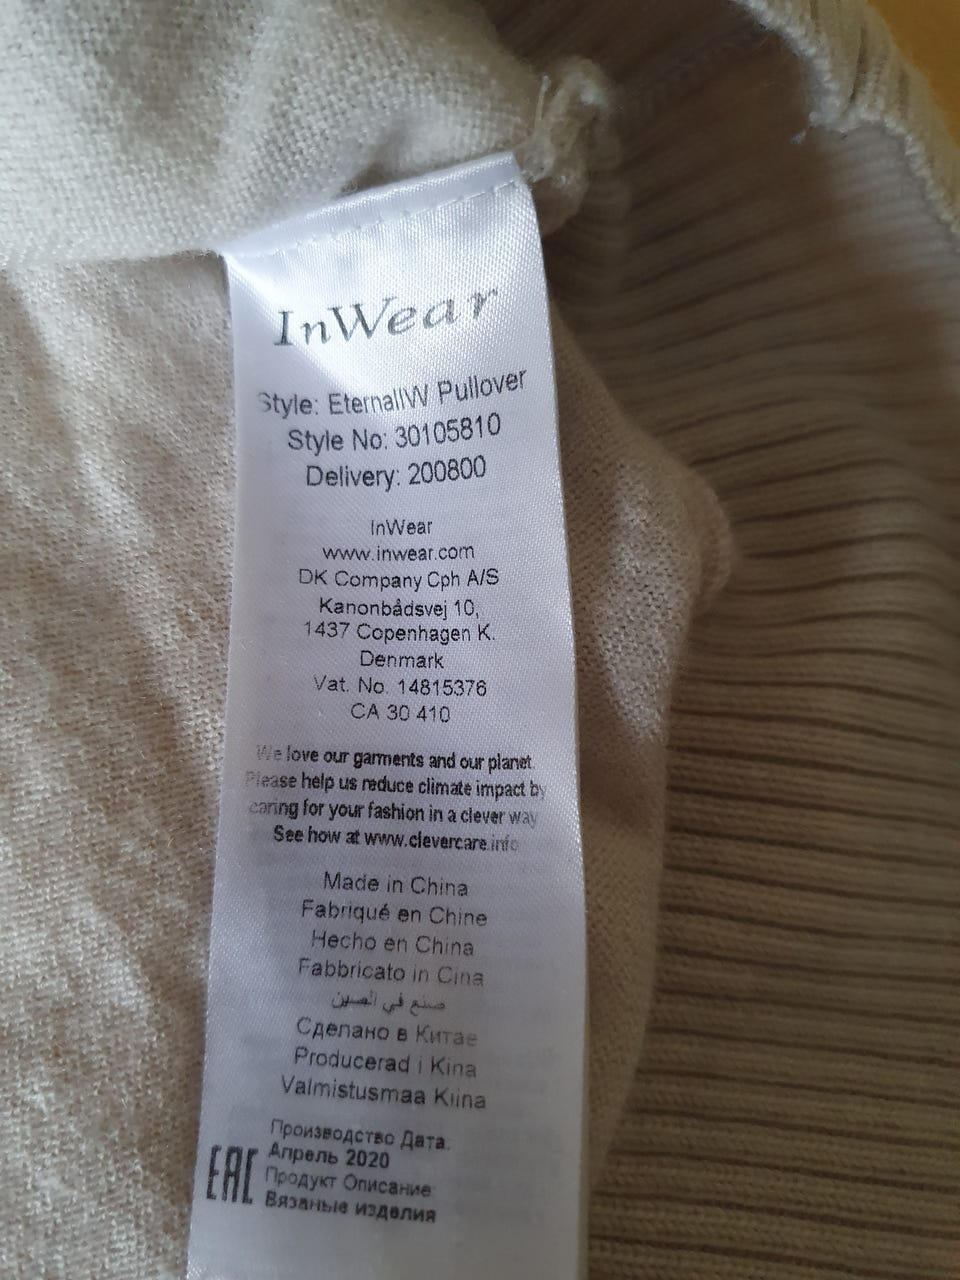 InWear
Style: EternalIW Pullover
Style No: 30105810
Delivery: 200800
InWear
www.inwear.com
DK Company Cph A/S
Kanonbådsvej 10,
1437 Copenhagen K.
Denmark
Vat. No. 14815376
CA 30 410
We love our garments and our planet.
Please help us reduce climate impact by
caring for your fashion in a clever way
See how at www.clevercare.info
Made in China
Fabriqué en Chine
Hecho en China
Fabbricato in Cina
صنع في الصين
Сделано в Китае
Producerad i Kina
Valmistusmaa Kiina
Производство Дата:
Апрель 2020
Продукт Описание:
Вязаные изделия
EAC